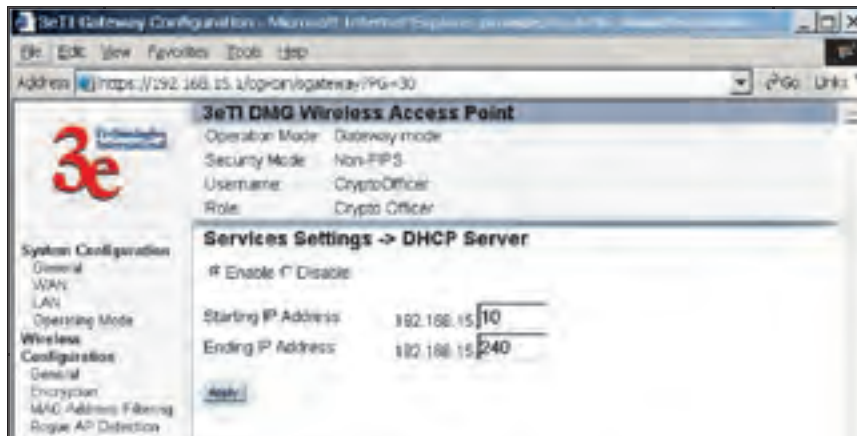 3eTI Gateway Configuration - Microsoft Internet Explorer
File Edit View Favorites Tools Help
Address https://192.168.15.1/cgi-bin/sgateway?PG=30 Go Links
3e
3eTI DMG Wireless Access Point
Operation Mode: Gateway mode
Security Mode: Non-FIPS
Username: CryptoOfficer
Role: Crypto Officer
Services Settings -> DHCP Server
Enable Disable
Starting IP Address 192.168.15. 10
Ending IP Address 192.168.15. 240
Apply
System Configuration
General
WAN
LAN
Operating Mode
Wireless
Configuration
General
Encryption
MAC Address Filtering
Rogue AP Detection